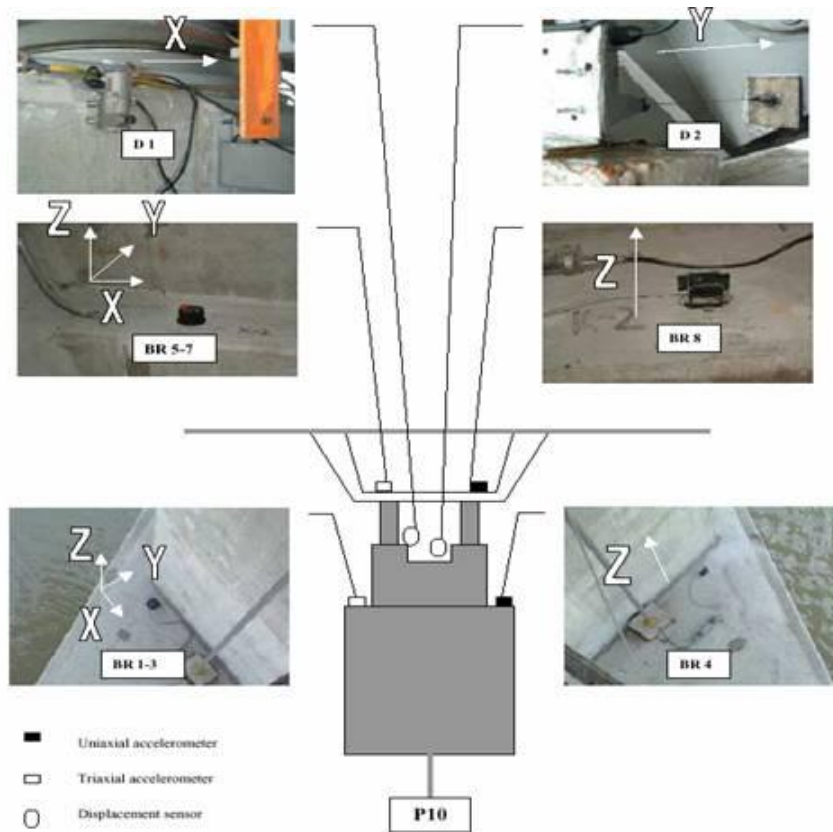 X
D 1
Y
D 2
Z
Y
X
BR 5-7
Z
K-2
BR 8
Z
Y
X
BR 1-3
Z
BR 4
Uniaxial accelerometer
Triaxial accelerometer
Displacement sensor
P10